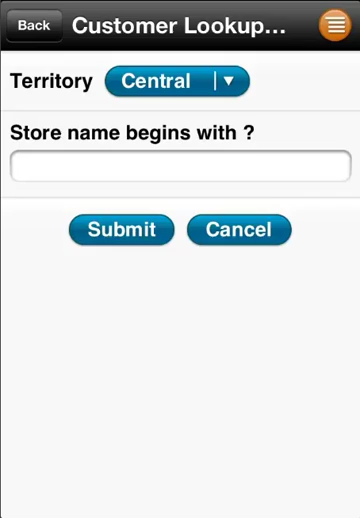 Back Customer Lookup...
Territory Central
Store name begins with ?
Submit Cancel